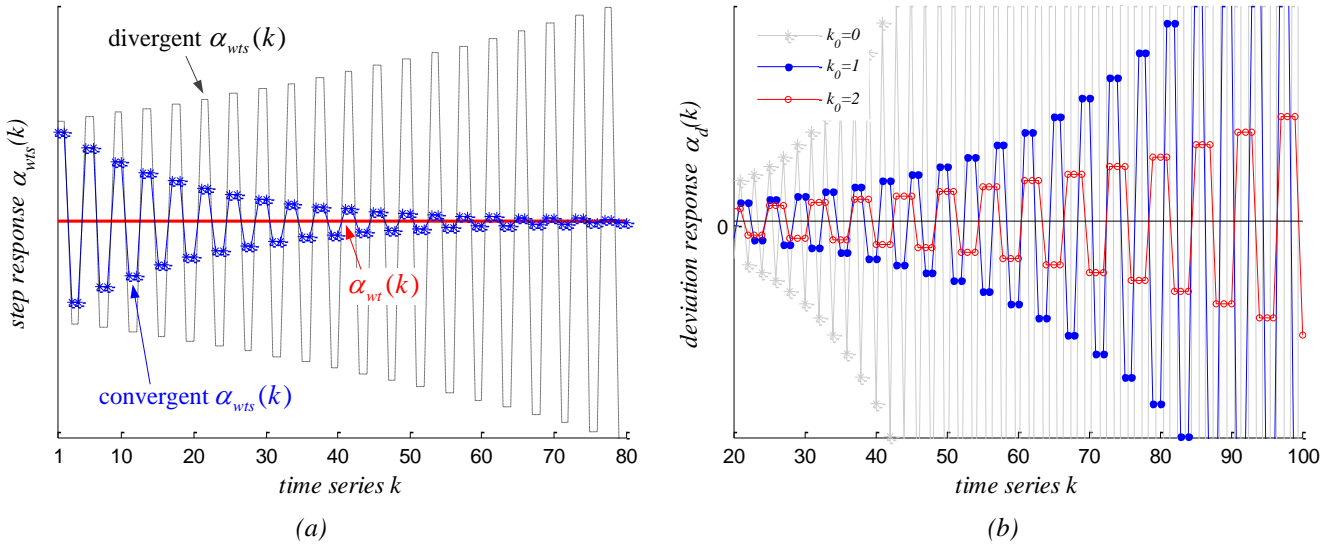 step response α_wts(k)
divergent α_wts(k)
α_wt(k)
convergent α_wts(k)
1 10 20 30 40 50 60 70 80
time series k
(a)
deviation response α_d(k)
k_0=0
k_0=1
k_0=2
0
20 30 40 50 60 70 80 90 100
time series k
(b)